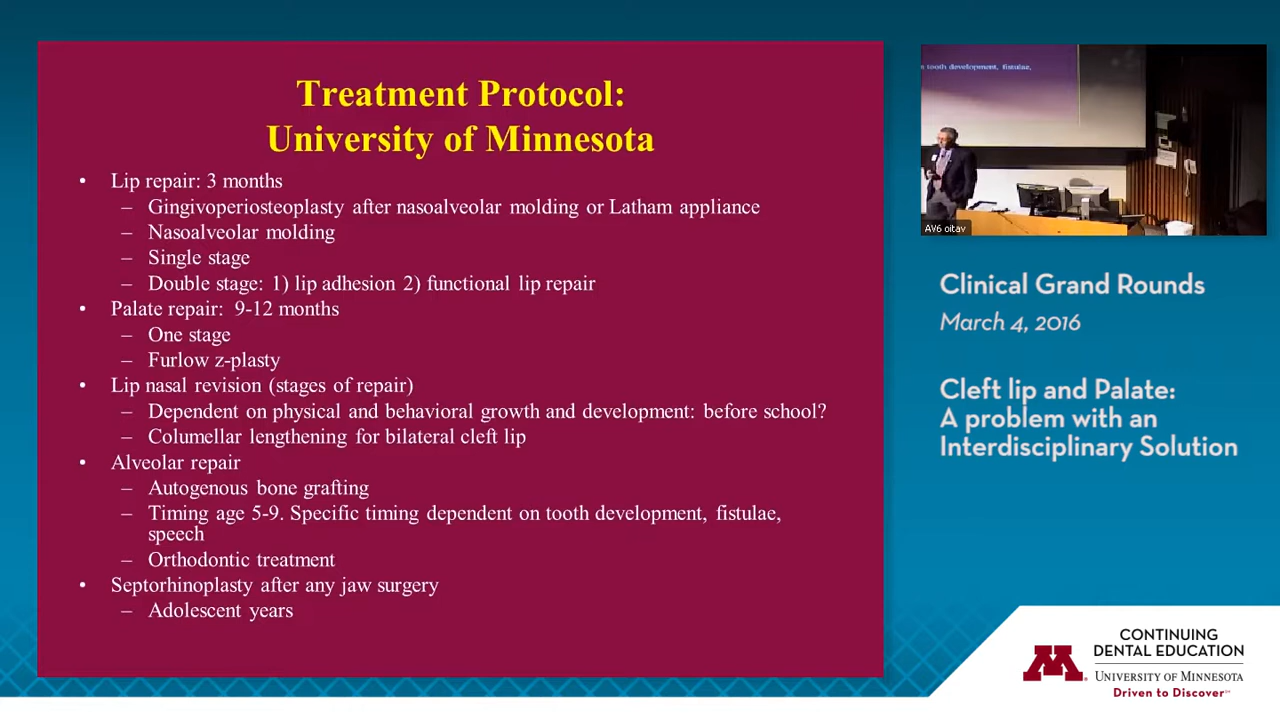 Treatment Protocol:
University of Minnesota
• Lip repair: 3 months
– Gingivoperiosteoplasty after nasoalveolar molding or Latham appliance
– Nasoalveolar molding
– Single stage
– Double stage: 1) lip adhesion 2) functional lip repair
• Palate repair: 9-12 months
– One stage
– Furlow z-plasty
• Lip nasal revision (stages of repair)
– Dependent on physical and behavioral growth and development: before school?
– Columellar lengthening for bilateral cleft lip
• Alveolar repair
– Autogenous bone grafting
– Timing age 5-9. Specific timing dependent on tooth development, fistulae,
speech
– Orthodontic treatment
• Septorhinoplasty after any jaw surgery
– Adolescent years
tooth development, fistulae,
AV6 oitav
Clinical Grand Rounds
March 4, 2016
Cleft lip and Palate:
A problem with an
Interdisciplinary Solution
M
CONTINUING
DENTAL EDUCATION
UNIVERSITY OF MINNESOTA
Driven to Discover℠